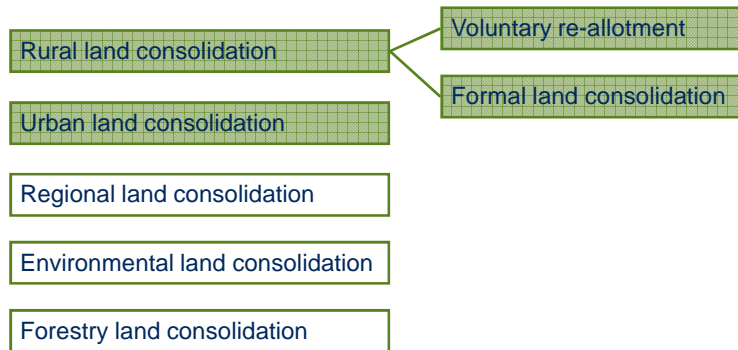 Rural land consolidation
Voluntary re-allotment
Formal land consolidation
Urban land consolidation
Regional land consolidation
Environmental land consolidation
Forestry land consolidation